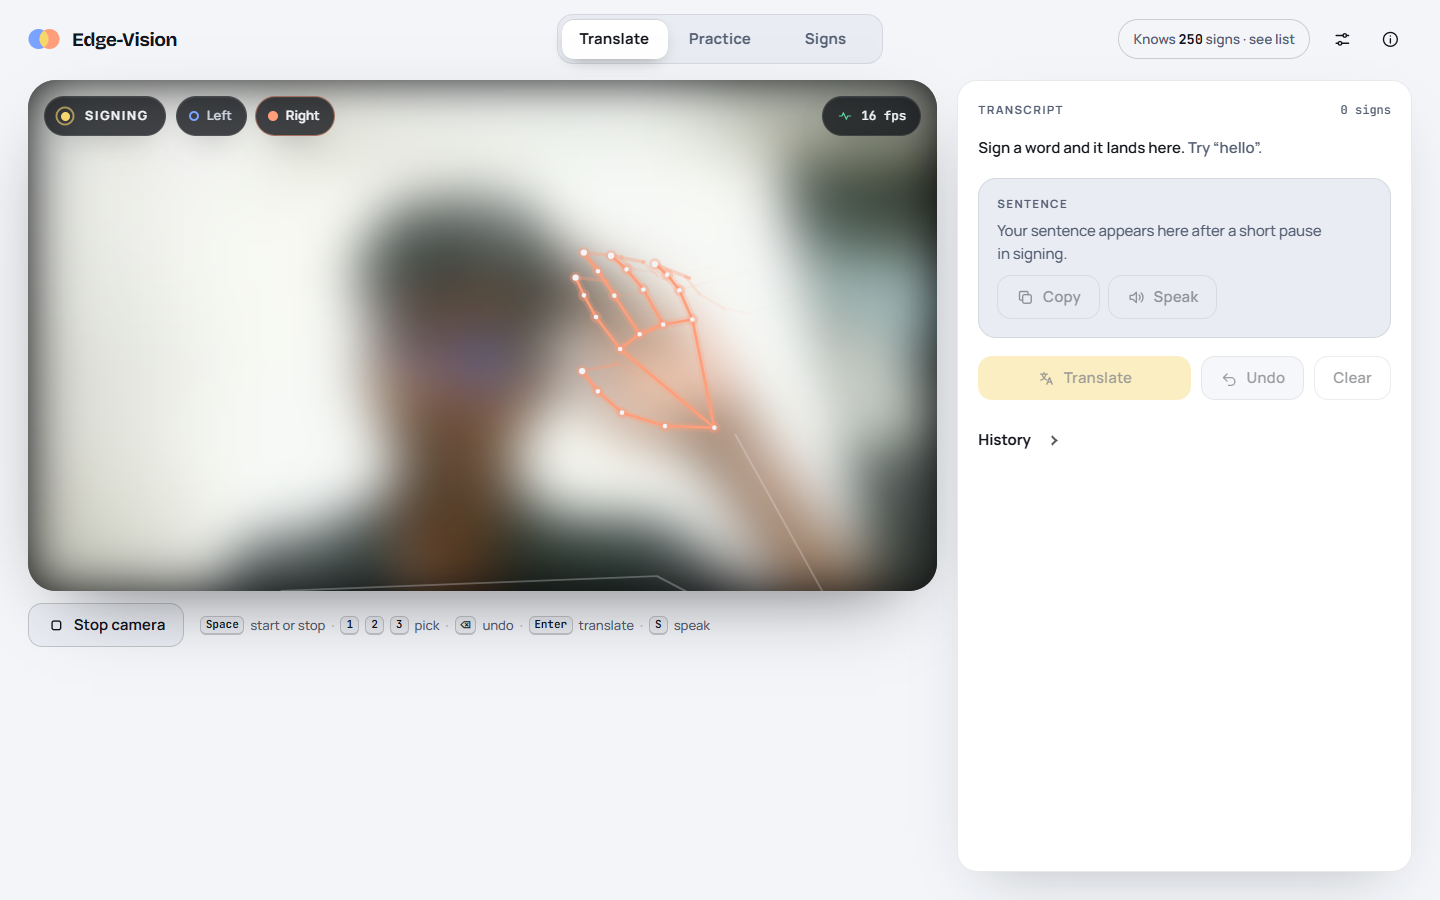 Edge-Vision
Translate
Practice
Signs
Knows 250 signs · see list
SIGNING
Left
Right
16 fps
TRANSCRIPT
0 signs
Sign a word and it lands here. Try “hello”.
SENTENCE
Your sentence appears here after a short pause
in signing.
Copy
Speak
Translate
Undo
Clear
History
Stop camera
Space start or stop · 1 2 3 pick · ⌫ undo · Enter translate · S speak